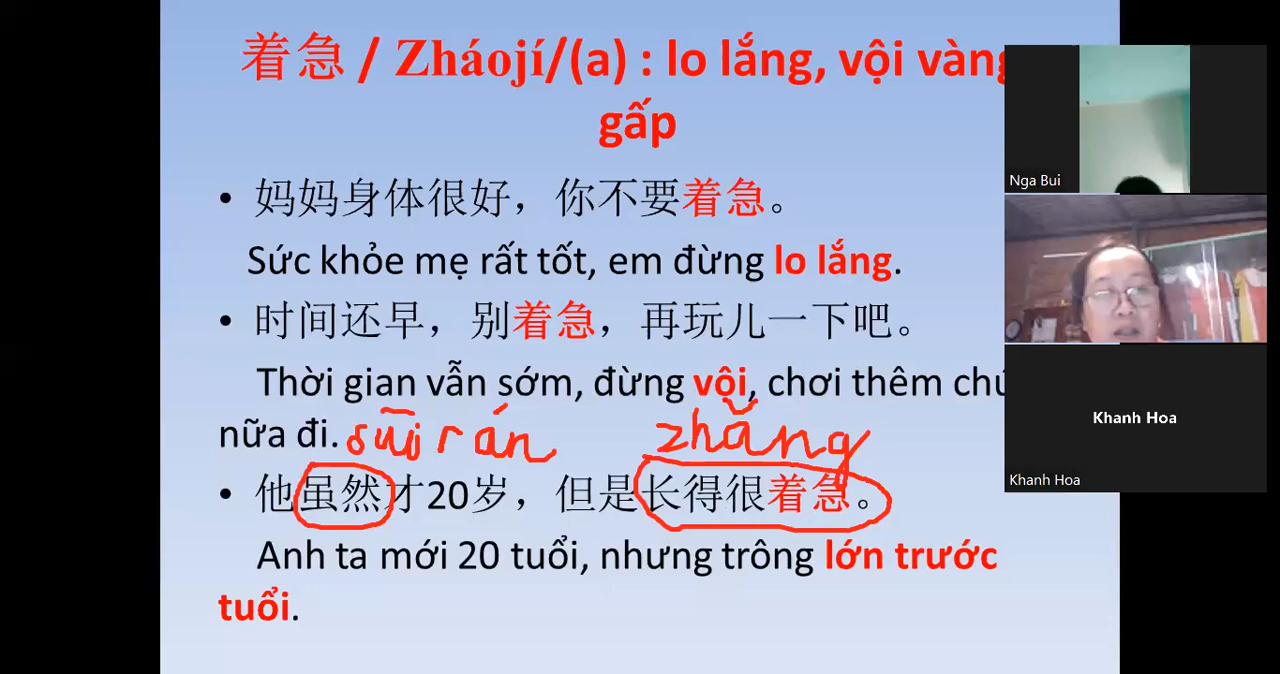 着急 / Zháojí/(a) : lo lắng, vội vàng
gấp
• 妈妈身体很好，你不要着急。
Sức khỏe mẹ rất tốt, em đừng lo lắng.
• 时间还早，别着急，再玩儿一下吧。
Thời gian vẫn sớm, đừng vội, chơi thêm chú
nữa đi. suī rán zhǎng
• 他虽然才20岁，但是长得很着急。
Anh ta mới 20 tuổi, nhưng trông lớn trước
tuổi.
Nga Bui
Khanh Hoa
Khanh Hoa